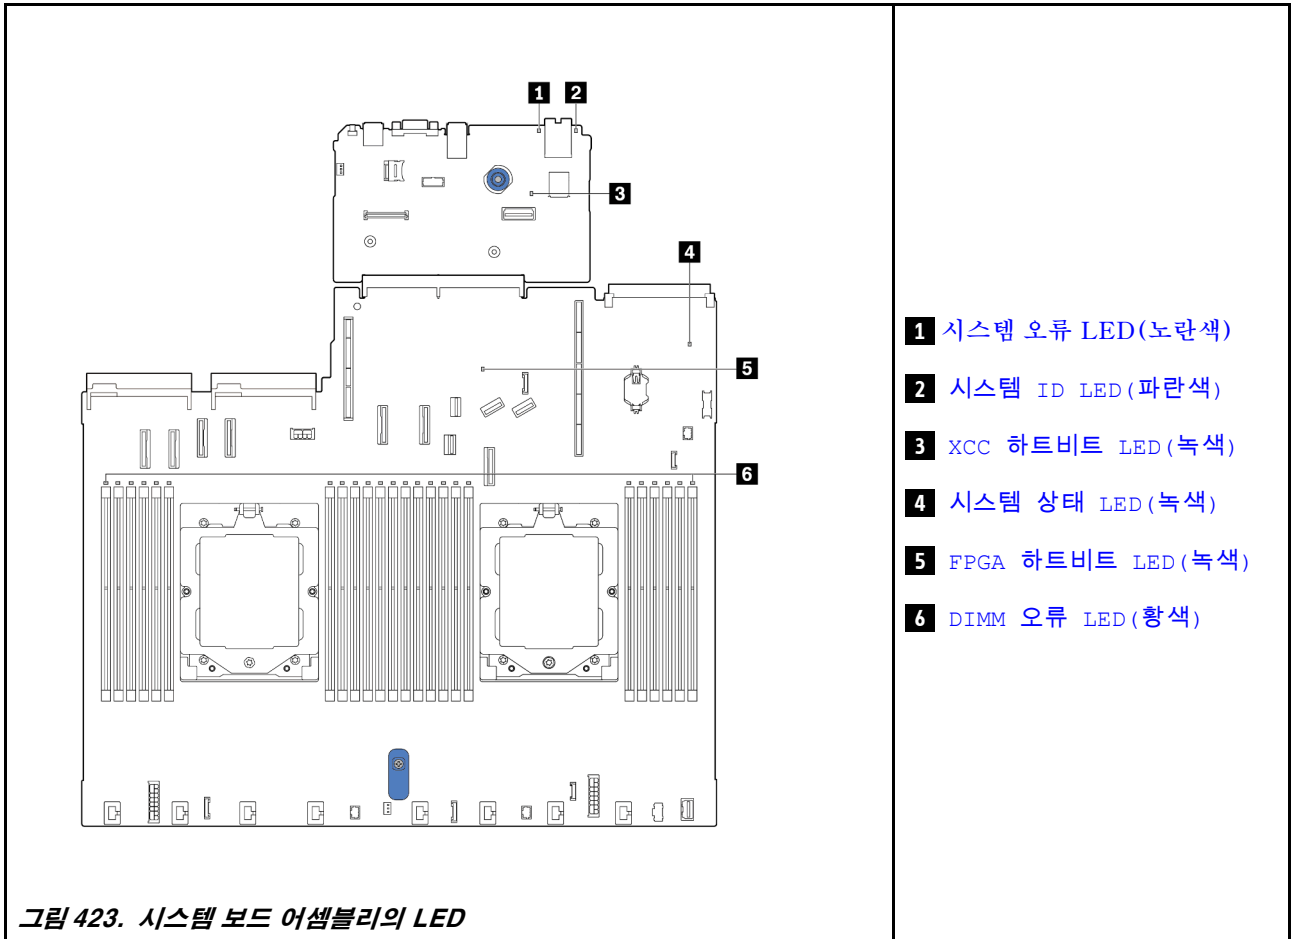 1
2
3
4
5
6
1 시스템 오류 LED(노란색)
2 시스템 ID LED(파란색)
3 XCC 하트비트 LED(녹색)
4 시스템 상태 LED(녹색)
5 FPGA 하트비트 LED(녹색)
6 DIMM 오류 LED(황색)
그림 423. 시스템 보드 어셈블리의 LED